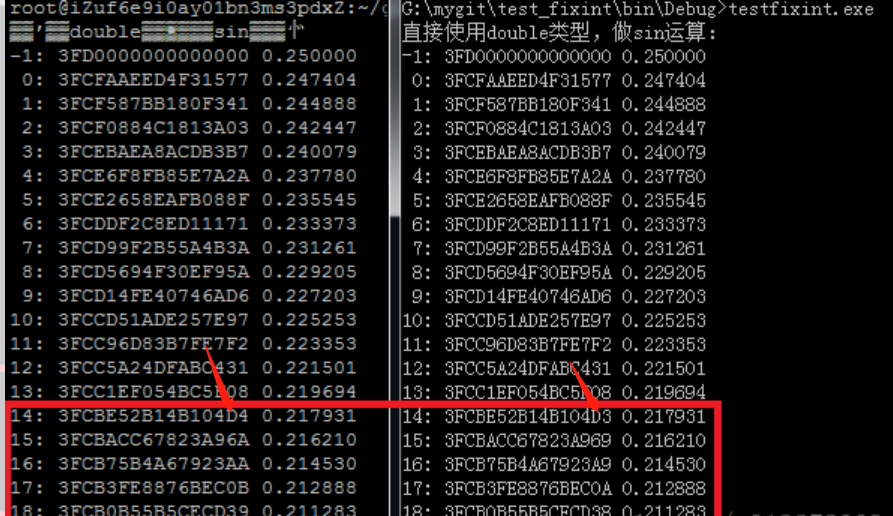 root@iZuf6e9i0ay01bn3ms3pdxZ:~/g
double sin
-1: 3FD0000000000000 0.250000
0: 3FCFAAEED4F31577 0.247404
1: 3FCF587BB180F341 0.244888
2: 3FCF0884C1813A03 0.242447
3: 3FCEBAEA8ACDB3B7 0.240079
4: 3FCE6F8FB85E7A2A 0.237780
5: 3FCE2658EAFB088F 0.235545
6: 3FCDDF2C8ED11171 0.233373
7: 3FCD99F2B55A4B3A 0.231261
8: 3FCD5694F30EF95A 0.229205
9: 3FCD14FE40746AD6 0.227203
10: 3FCCD51ADE257E97 0.225253
11: 3FCC96D83B7FE7F2 0.223353
12: 3FCC5A24DFABC431 0.221501
13: 0.219694
14: 3FCBE52B14B104D4 0.217931
15: 3FCBACC67823A96A 0.216210
16: 3FCB75B4A67923AA 0.214530
17: 3FCB3FE8876BEC0B 0.212888
18: 3FCB0B55B5CECD39 0.211283
G:\mygit\test_fixint\bin\Debug>testfixint.exe
直接使用double类型，做sin运算：
-1: 3FD0000000000000 0.250000
0: 3FCFAAEED4F31577 0.247404
1: 3FCF587BB180F341 0.244888
2: 3FCF0884C1813A03 0.242447
3: 3FCEBAEA8ACDB3B7 0.240079
4: 3FCE6F8FB85E7A2A 0.237780
5: 3FCE2658EAFB088F 0.235545
6: 3FCDDF2C8ED11171 0.233373
7: 3FCD99F2B55A4B3A 0.231261
8: 3FCD5694F30EF95A 0.229205
9: 3FCD14FE40746AD6 0.227203
10: 3FCCD51ADE257E97 0.225253
11: 3FCC96D83B7FE7F2 0.223353
12: 3FCC5A24DFABC431 0.221501
13: 0.219694
14: 3FCBE52B14B104D3 0.217931
15: 3FCBACC67823A969 0.216210
16: 3FCB75B4A67923A9 0.214530
17: 3FCB3FE8876BEC0A 0.212888
18: 3FCB0B55B5CECD38 0.211283